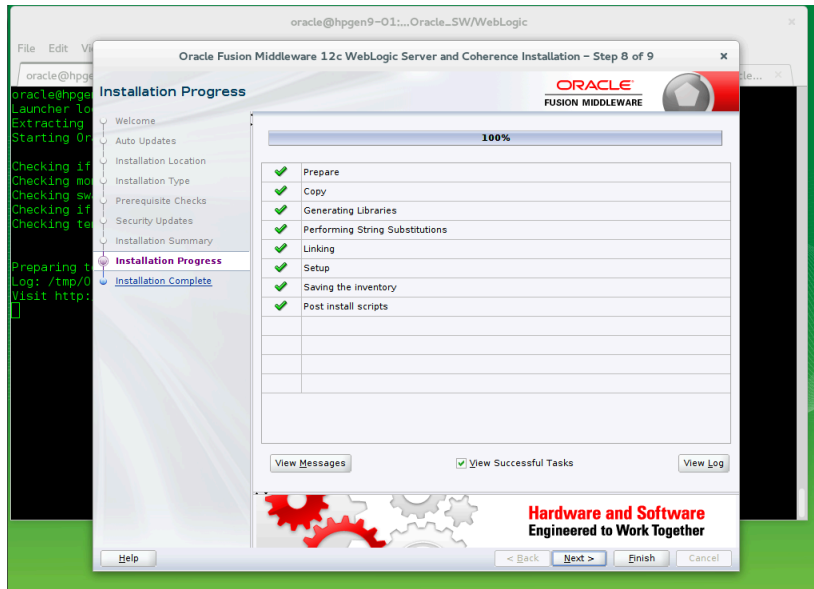 oracle@hpgen9-01:...Oracle_SW/WebLogic
File Edit
Oracle Fusion Middleware 12c WebLogic Server and Coherence Installation - Step 8 of 9
oracle@hpge
Installation Progress
ORACLE
FUSION MIDDLEWARE
oracle@hpge
Launcher lo
Extracting
Starting Or
Checking if
Checking mo
Checking sw
Checking if
Checking te
Preparing t
Log: /tmp/O
Visit http:
Welcome
Auto Updates
Installation Location
Installation Type
Prerequisite Checks
Security Updates
Installation Summary
Installation Progress
Installation Complete
100%
Prepare
Copy
Generating Libraries
Performing String Substitutions
Linking
Setup
Saving the inventory
Post install scripts
View Messages
View Successful Tasks
View Log
Hardware and Software
Engineered to Work Together
Help
< Back
Next >
Finish
Cancel